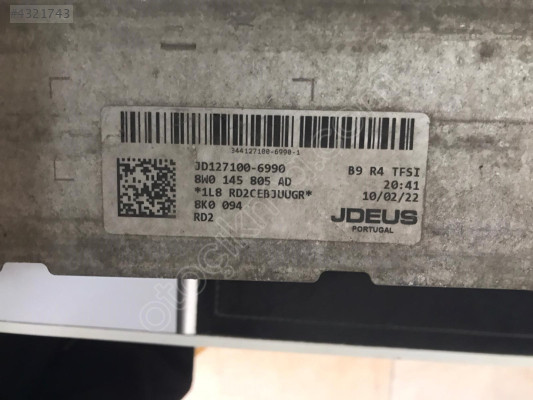 #4321743
344127100-6990-1
JD127100-6990 B9 R4 TFSI
8W0 145 805 AD 20:41
*1L8 RD2CEBJUUGR* 10/02/22
8K0 094 JDEUS
RD2 PORTUGAL